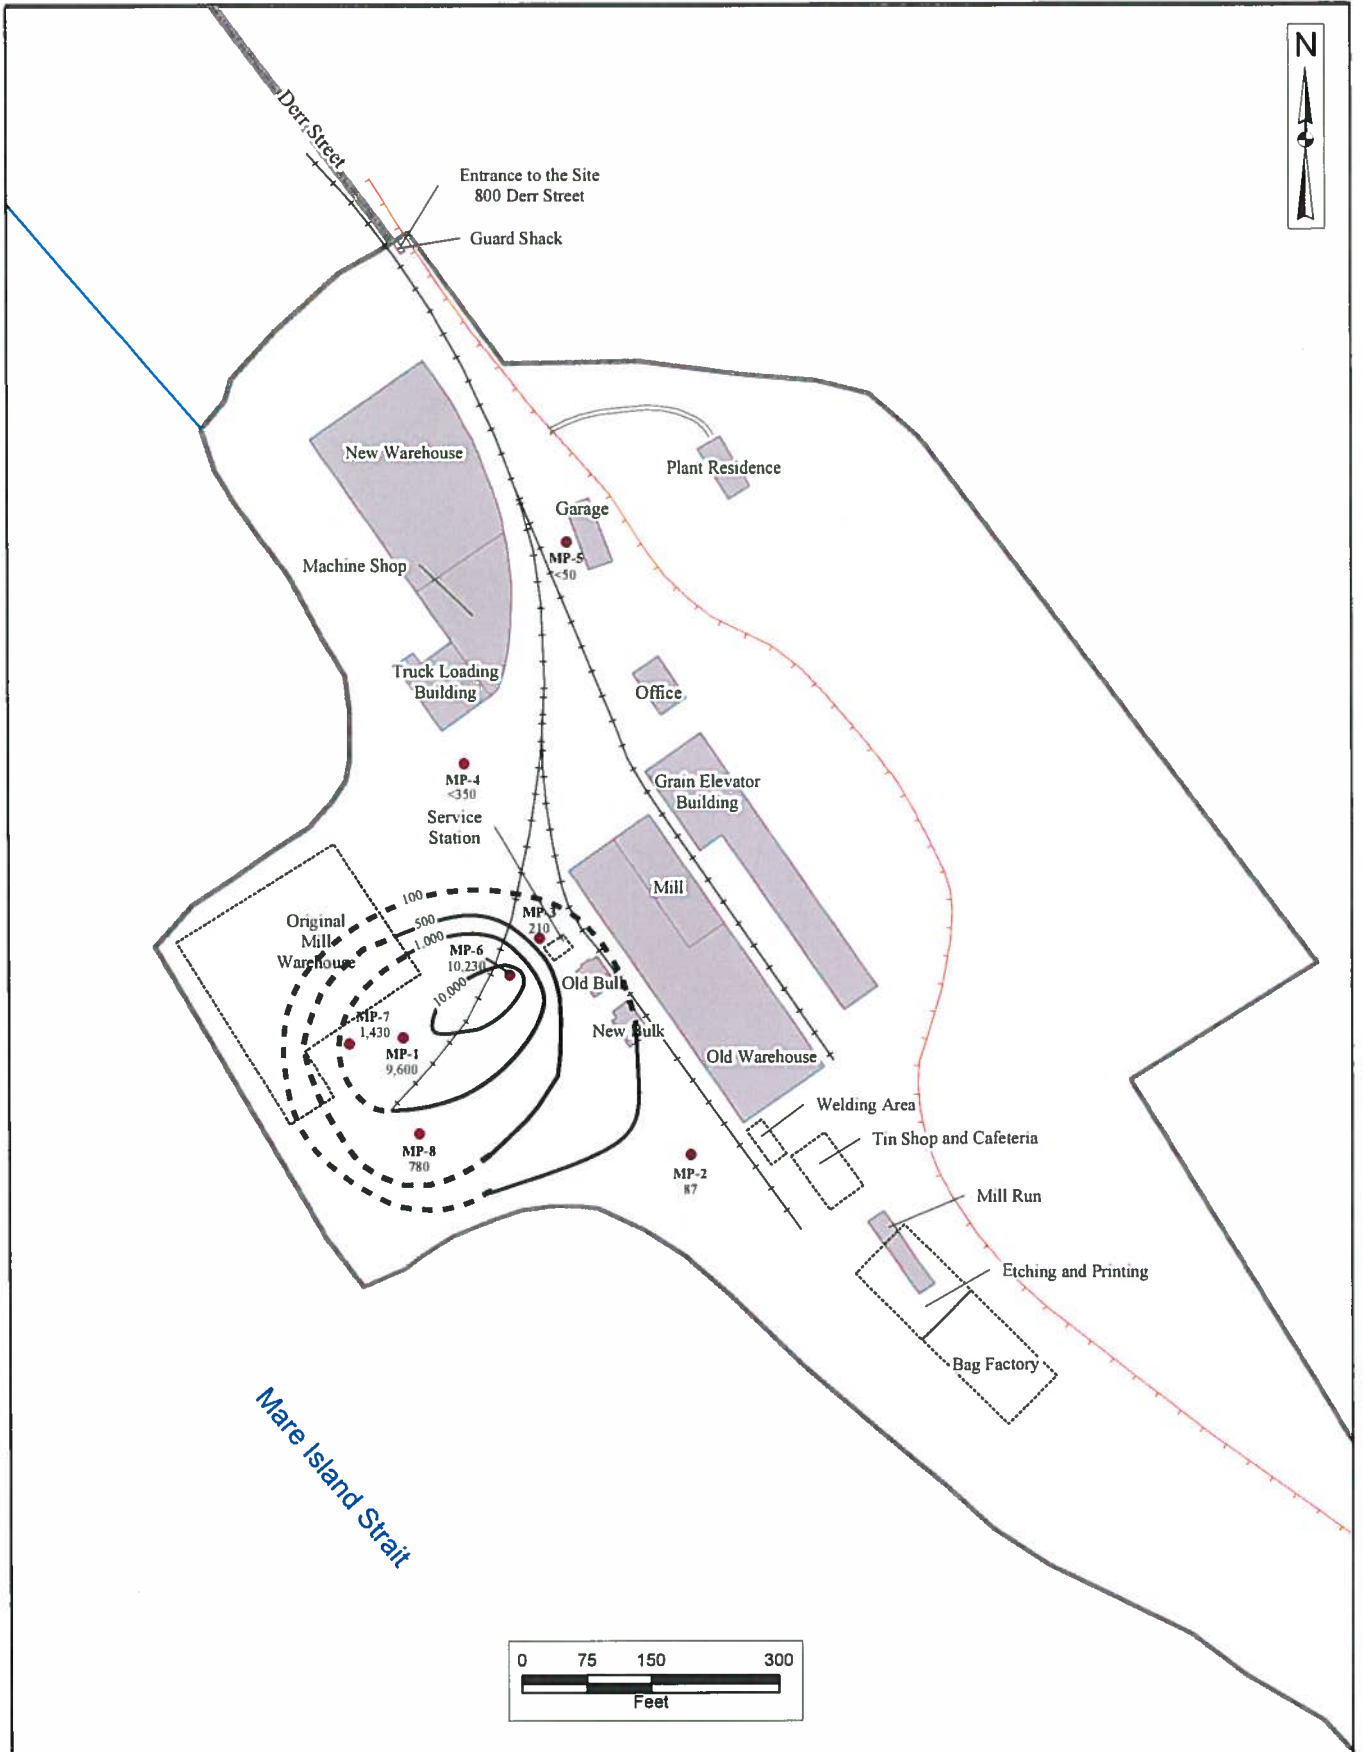 N
Derr Street
Entrance to the Site
800 Derr Street
Guard Shack
New Warehouse
Plant Residence
Garage
MP-5
<50
Machine Shop
Truck Loading
Building
Office
MP-4
<350
Grain Elevator
Building
Service
Station
Mill
100
Original
Mill
Warehouse
500
1,000
MP-3
210
MP-6
10,230
10,000
Old Bulk
MP-7
1,430
MP-1
9,600
New Bulk
Old Warehouse
Welding Area
Tin Shop and Cafeteria
MP-8
780
MP-2
87
Mill Run
Etching and Printing
Bag Factory
Mare Island Strait
0 75 150 300
Feet